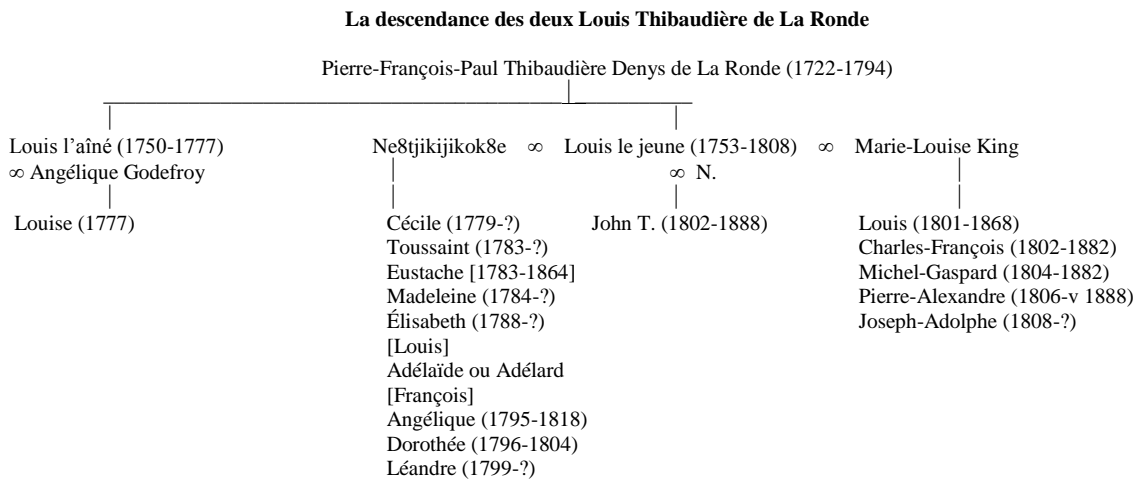 La descendance des deux Louis Thibaudière de La Ronde
Pierre-François-Paul Thibaudière Denys de La Ronde (1722-1794)
Louis l’aîné (1750-1777) Ne8tjikijikok8e ∞ Louis le jeune (1753-1808) ∞ Marie-Louise King
∞ Angélique Godefroy ∞ N.
Louise (1777) Cécile (1779-?) John T. (1802-1888) Louis (1801-1868)
Toussaint (1783-?) Charles-François (1802-1882)
Eustache [1783-1864] Michel-Gaspard (1804-1882)
Madeleine (1784-?) Pierre-Alexandre (1806-v 1888)
Élisabeth (1788-?) Joseph-Adolphe (1808-?)
[Louis]
Adélaïde ou Adélard
[François]
Angélique (1795-1818)
Dorothée (1796-1804)
Léandre (1799-?)